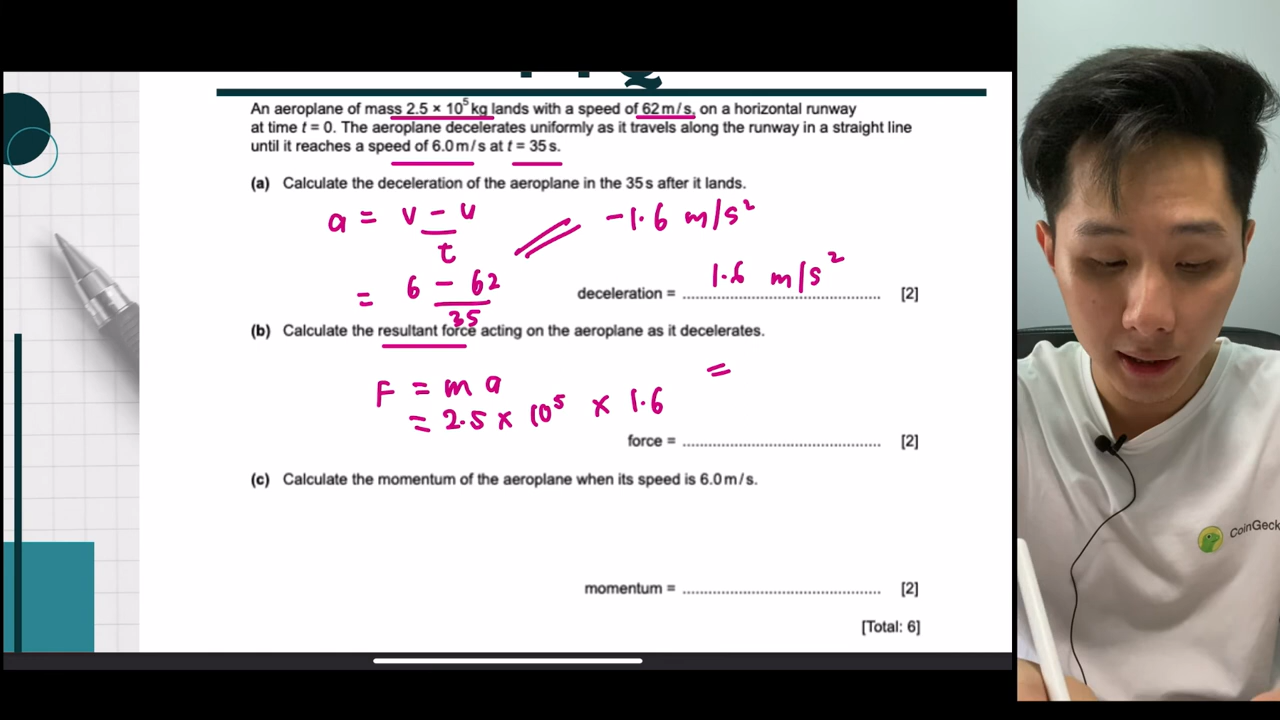 An aeroplane of mass 2.5 × 10⁵ kg lands with a speed of 62 m/s, on a horizontal runway
at time t = 0. The aeroplane decelerates uniformly as it travels along the runway in a straight line
until it reaches a speed of 6.0 m/s at t = 35 s.
(a) Calculate the deceleration of the aeroplane in the 35 s after it lands.
a = v - u
t
-1.6 m/s²
= 6 - 62
35
1.6 m/s²
deceleration = ................................................ [2]
(b) Calculate the resultant force acting on the aeroplane as it decelerates.
F = m a
=
= 2.5 × 10⁵ × 1.6
force = ................................................ [2]
(c) Calculate the momentum of the aeroplane when its speed is 6.0 m/s.
momentum = ................................................ [2]
[Total: 6]